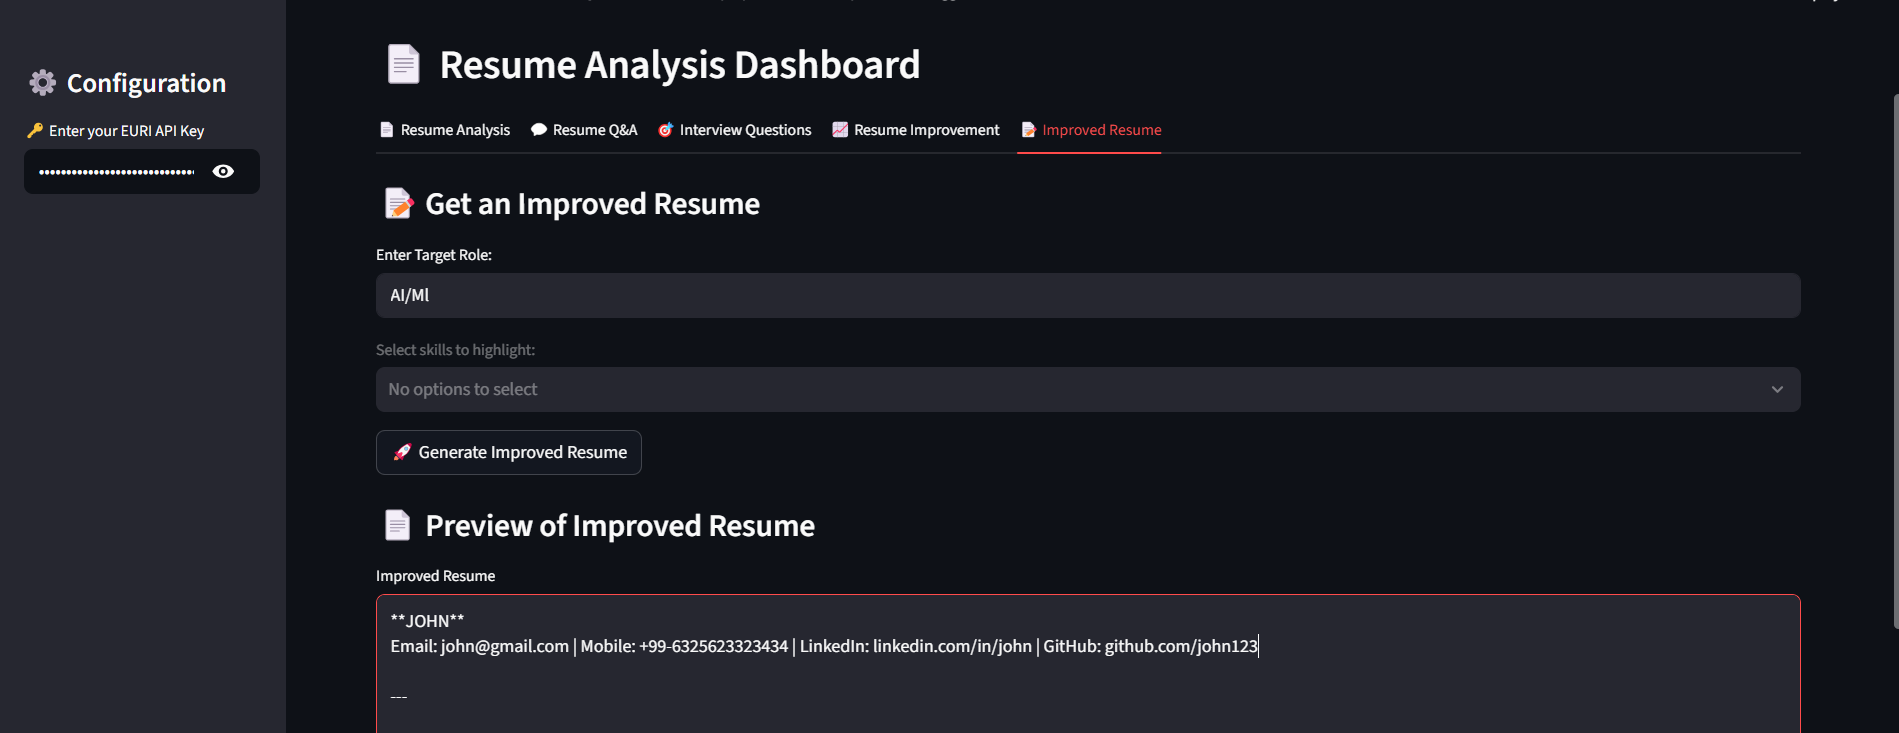 Configuration
Enter your EURI API Key
Resume Analysis Dashboard
Resume Analysis
Resume Q&A
Interview Questions
Resume Improvement
Improved Resume
Get an Improved Resume
Enter Target Role:
AI/Ml
Select skills to highlight:
No options to select
Generate Improved Resume
Preview of Improved Resume
Improved Resume
**JOHN**
Email: john@gmail.com | Mobile: +99-6325623323434 | LinkedIn: linkedin.com/in/john | GitHub: github.com/john123
---